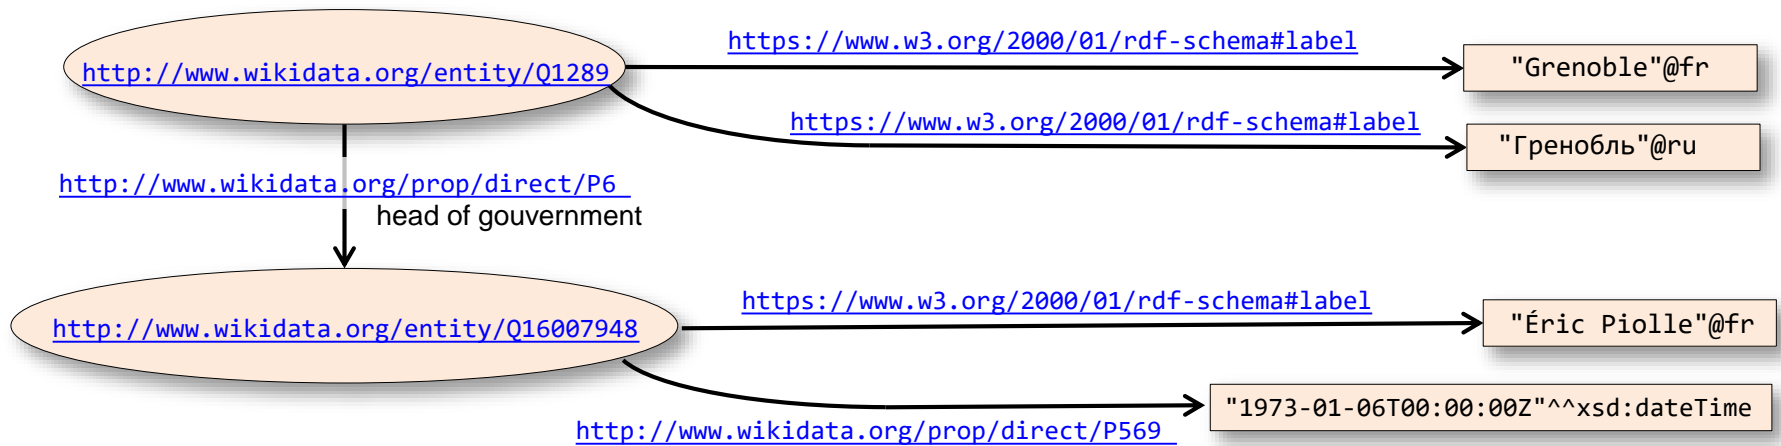 https://www.w3.org/2000/01/rdf-schema#label
http://www.wikidata.org/entity/Q1289
"Grenoble"@fr
https://www.w3.org/2000/01/rdf-schema#label
"Гренобль"@ru
http://www.wikidata.org/prop/direct/P6
head of gouvernment
https://www.w3.org/2000/01/rdf-schema#label
http://www.wikidata.org/entity/Q16007948
"Éric Piolle"@fr
"1973-01-06T00:00:00Z"^^xsd:dateTime
http://www.wikidata.org/prop/direct/P569